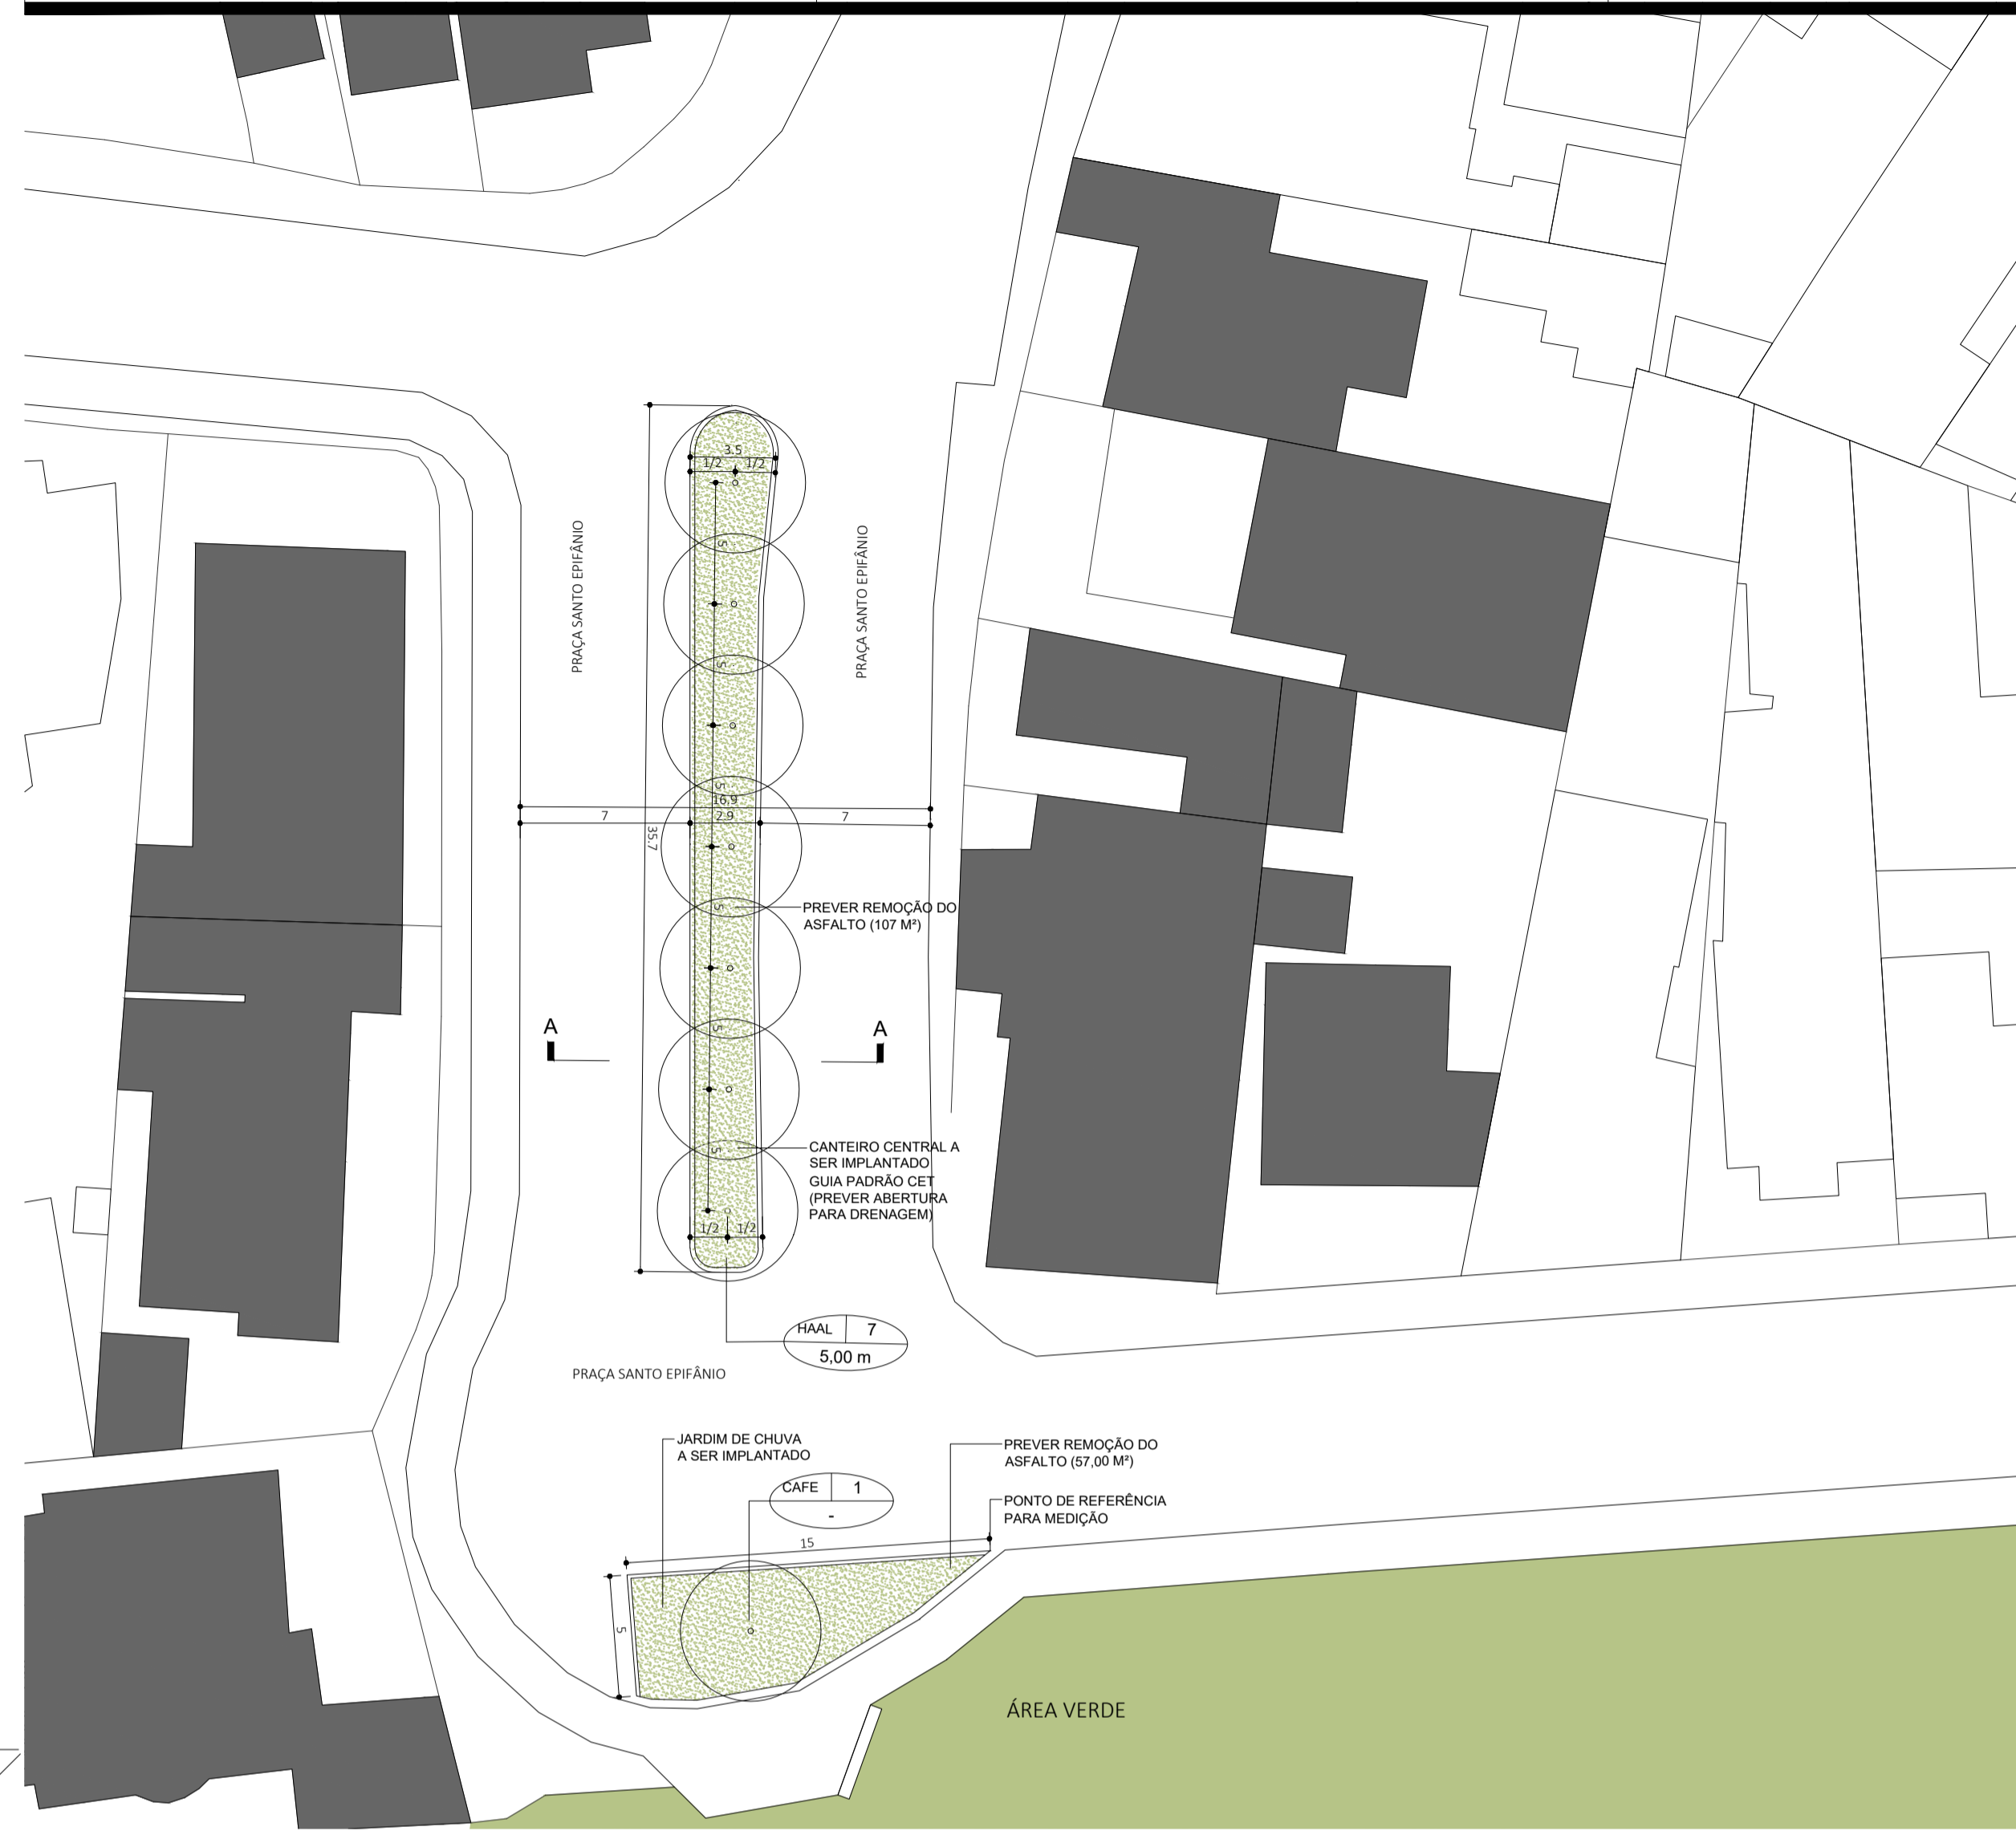 3.5
1/2
1/2
PRAÇA SANTO EPIFÂNIO
PRAÇA SANTO EPIFÂNIO
5
5
5
16.9
7
2.9
7
35.7
5
PREVER REMOÇÃO DO
ASFALTO (107 M²)
A
A
5
CANTEIRO CENTRAL A
SER IMPLANTADO
GUIA PADRÃO CET
(PREVER ABERTURA
PARA DRENAGEM)
5
1/2
1/2
HAAL
7
5,00 m
PRAÇA SANTO EPIFÂNIO
JARDIM DE CHUVA
A SER IMPLANTADO
PREVER REMOÇÃO DO
ASFALTO (57,00 M²)
CAFE
1
-
PONTO DE REFERÊNCIA
PARA MEDIÇÃO
15
5
ÁREA VERDE